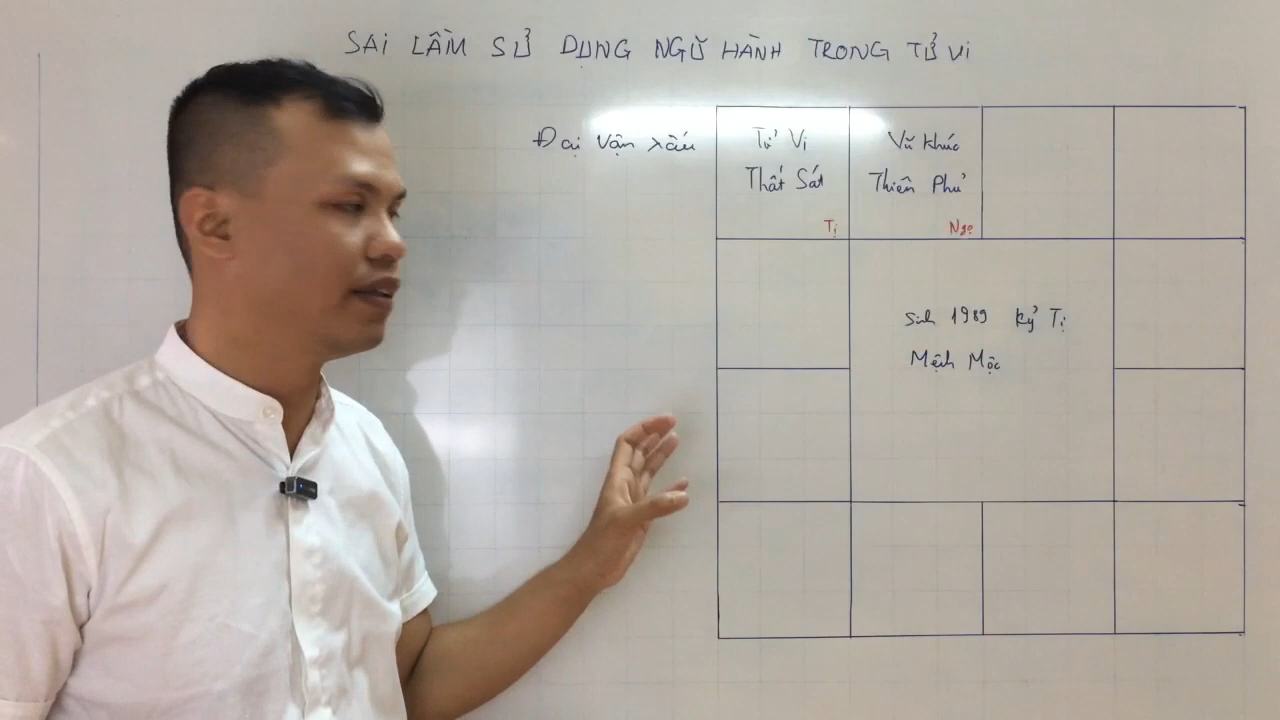 SAI LẦM SỬ DỤNG NGŨ HÀNH TRONG TỬ VI
Đại Vận xấu
Tử Vi
Thất Sát
Tị
Vũ Khúc
Thiên Phủ
Ngọ
Sinh 1989 Kỷ Tị
Mệnh Mộc